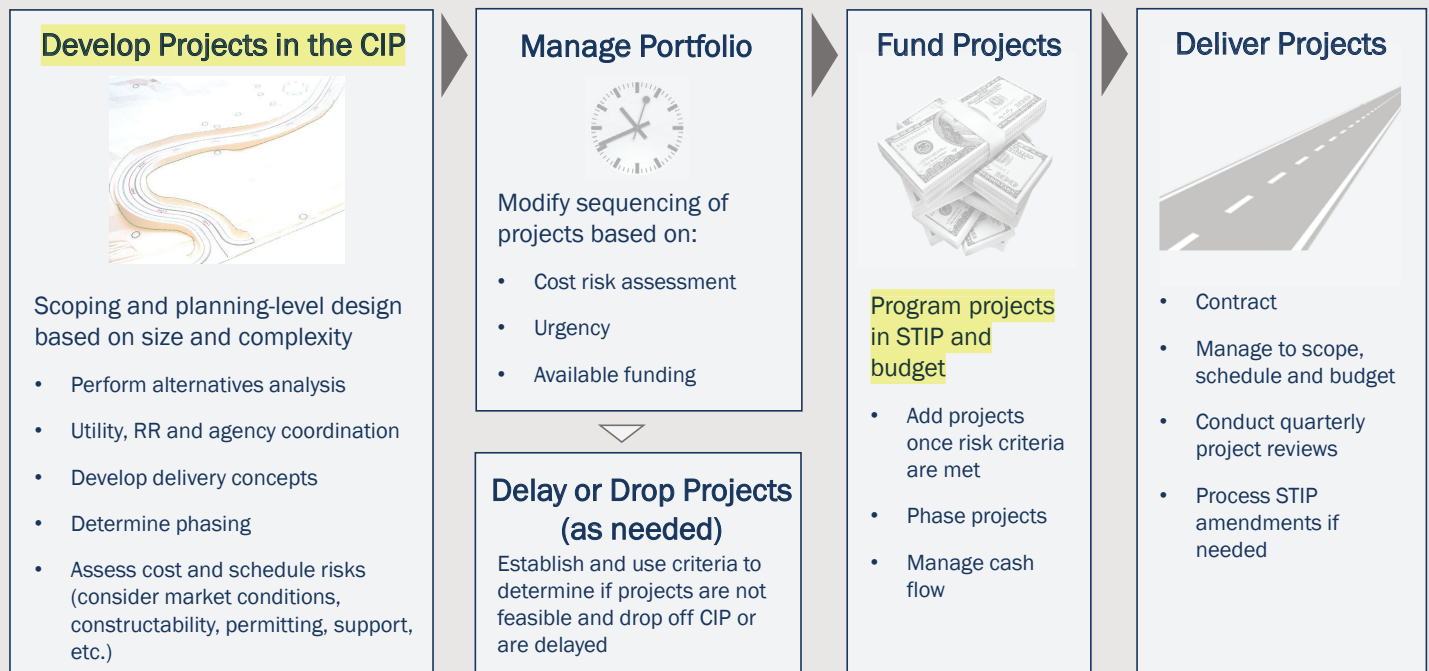 Develop Projects in the CIP
Scoping and planning-level design
based on size and complexity
• Perform alternatives analysis
• Utility, RR and agency coordination
• Develop delivery concepts
• Determine phasing
• Assess cost and schedule risks
(consider market conditions,
constructability, permitting, support,
etc.)
Manage Portfolio
Modify sequencing of
projects based on:
• Cost risk assessment
• Urgency
• Available funding
Delay or Drop Projects
(as needed)
Establish and use criteria to
determine if projects are not
feasible and drop off CIP or
are delayed
Fund Projects
Program projects
in STIP and
budget
• Add projects
once risk criteria
are met
• Phase projects
• Manage cash
flow
Deliver Projects
• Contract
• Manage to scope,
schedule and budget
• Conduct quarterly
project reviews
• Process STIP
amendments if
needed